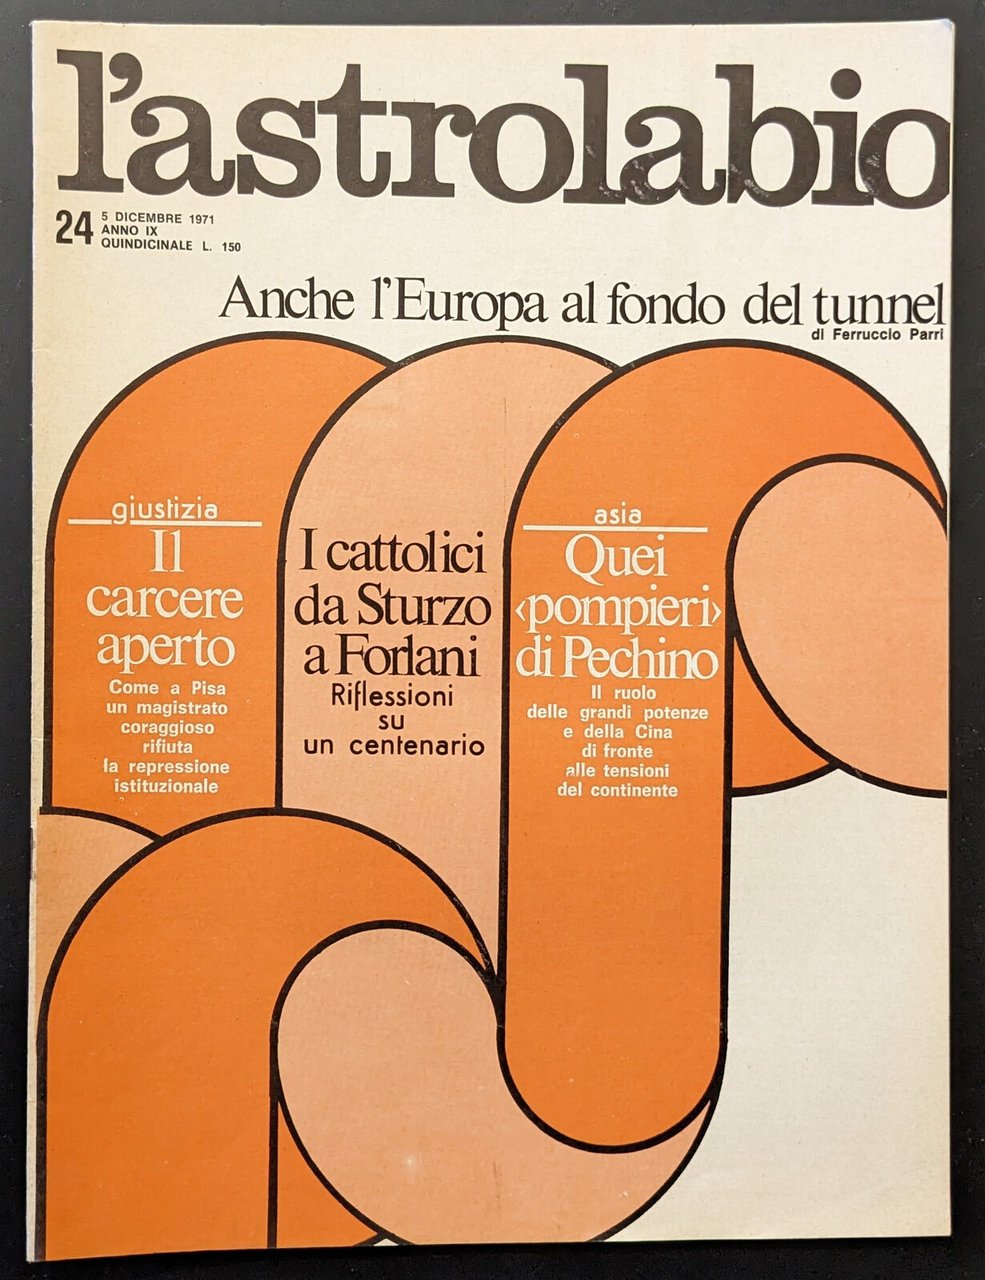 l'astrolabio
24
5 DICEMBRE 1971
ANNO IX
QUINDICINALE L. 150
Anche l'Europa al fondo del tunnel
di Ferruccio Parri
giustizia
Il
carcere
aperto
Come a Pisa
un magistrato
coraggioso
rifiuta
la repressione
istituzionale
I cattolici
da Sturzo
a Forlani
Riflessioni
su
un centenario
asia
Quei
‹pompieri›
di Pechino
Il ruolo
delle grandi potenze
e della Cina
di fronte
alle tensioni
del continente